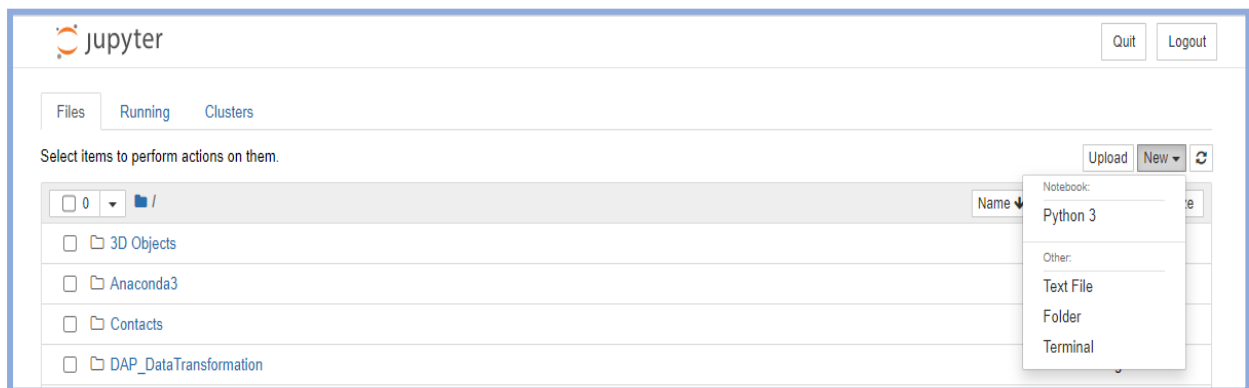 jupyter
Quit Logout
Files Running Clusters
Select items to perform actions on them.
Upload New
0 / Name
Notebook:
Python 3
3D Objects
Other:
Anaconda3
Text File
Folder
Contacts
Terminal
DAP_DataTransformation